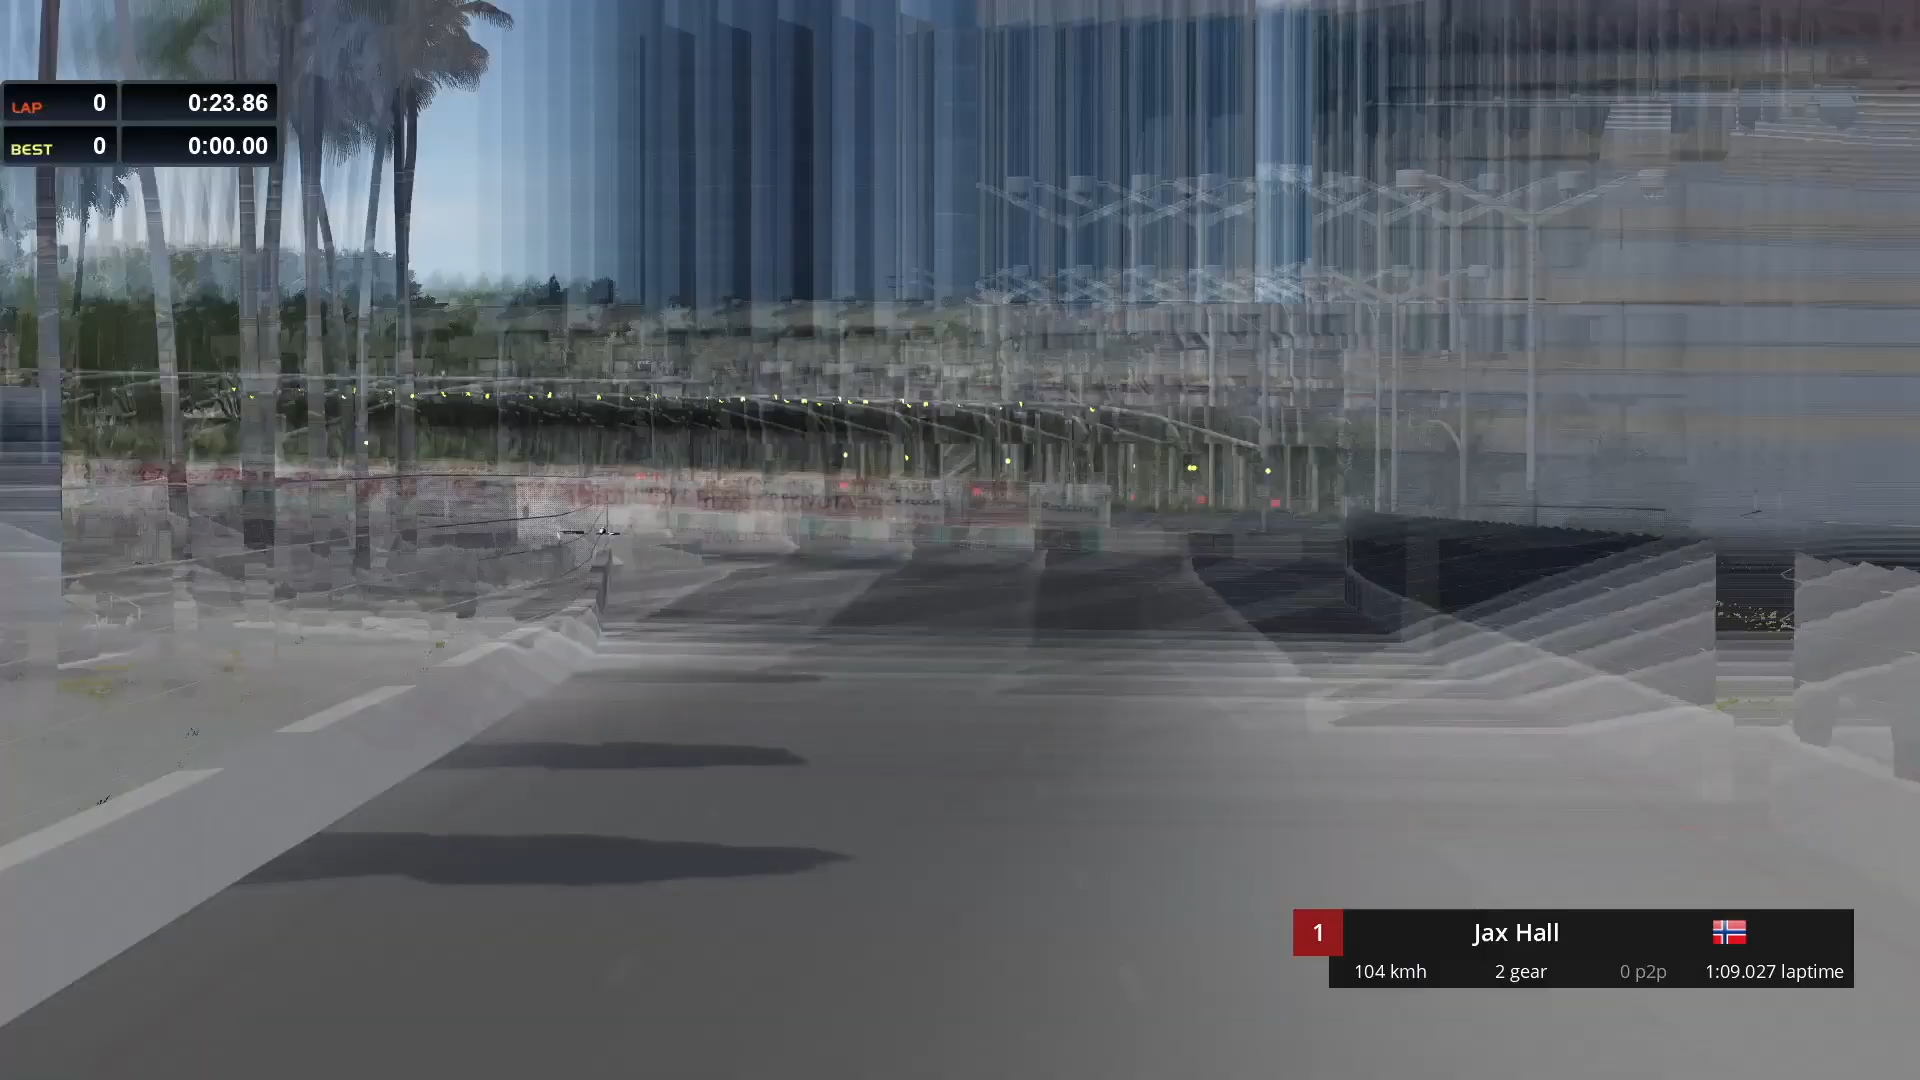 LAP 0 0:23.86
BEST 0 0:00.00
1 Jax Hall
104 kmh 2 gear 0 p2p 1:09.027 laptime